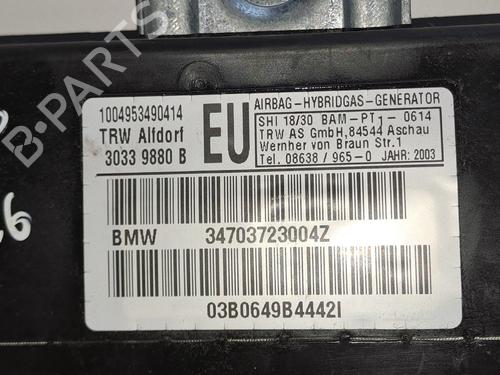 1004953490414
TRW Alfdorf
3033 9880 B
EU
AIRBAG-HYBRIDGAS-GENERATOR
SHI 18/30 BAM-PT1-0614
TRW AS GmbH, 84544 Aschau
Wernher von Braun Str.1
Tel. 08638/965-0 JAHR: 2003
BMW 34703723004Z
03B0649B4442I
B-Parts